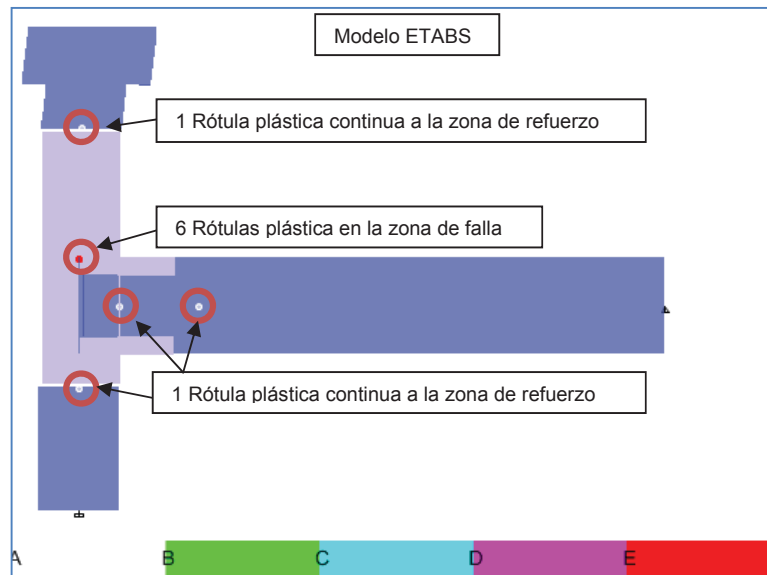 Modelo ETABS
1 Rótula plástica continua a la zona de refuerzo
6 Rótulas plástica en la zona de falla
1 Rótula plástica continua a la zona de refuerzo
A B C D E